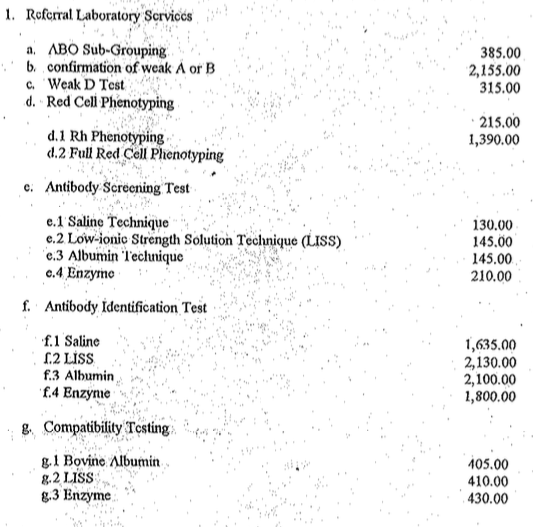 1. Referral Laboratory Services
a. ABO Sub-Grouping 385.00
b. confirmation of weak A or B 2,155.00
c. Weak D Test 315.00
d. Red Cell Phenotyping
d.1 Rh Phenotyping 215.00
d.2 Full Red Cell Phenotyping 1,390.00
e. Antibody Screening Test
e.1 Saline Technique 130.00
e.2 Low-ionic Strength Solution Technique (LISS) 145.00
e.3 Albumin Technique 145.00
e.4 Enzyme 210.00
f. Antibody Identification Test
f.1 Saline 1,635.00
f.2 LISS 2,130.00
f.3 Albumin 2,100.00
f.4 Enzyme 1,800.00
g. Compatibility Testing
g.1 Bovine Albumin 405.00
g.2 LISS 410.00
g.3 Enzyme 430.00